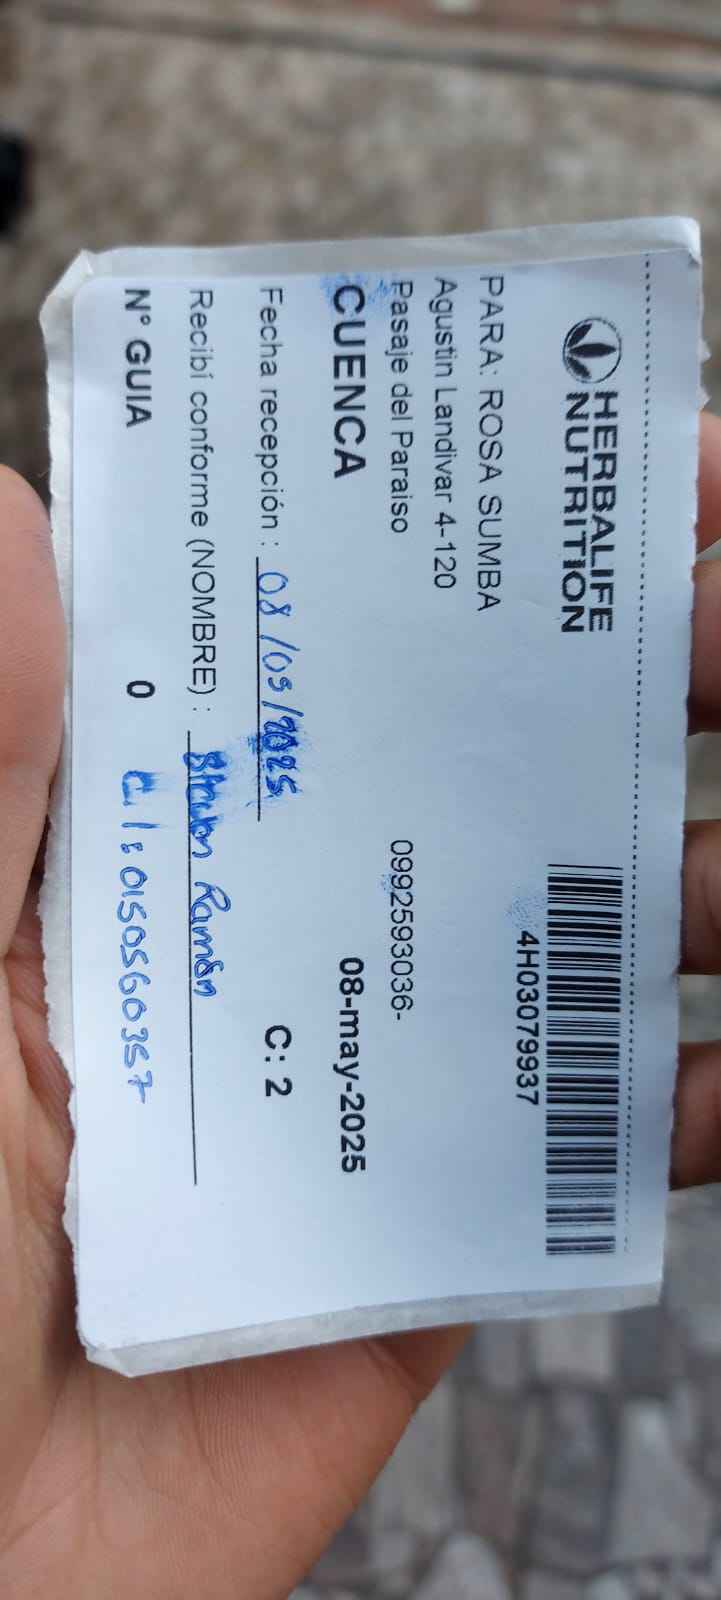 HERBALIFE
NUTRITION
4H03079937
PARA: ROSA SUMBA
Agustin Landivar 4-120
Pasaje del Paraiso 0992593036-
CUENCA 08-may-2025
Fecha recepción : 08/05/2025 C: 2
Recibí conforme (NOMBRE) : Ramón
N° GUIA 0 C.I: 0150560357